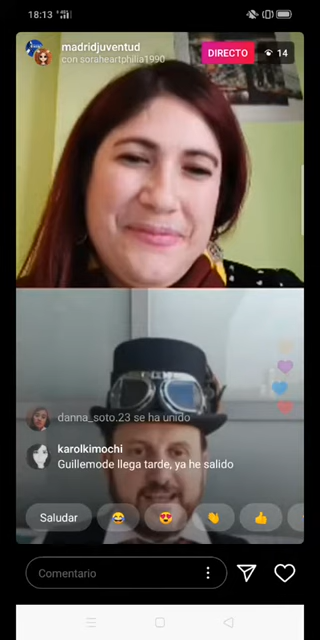 18:13
madridjuventud
con soraheartphilia1990
DIRECTO
14
danna_soto.23 se ha unido
karolkimochi
Guillemode llega tarde, ya he salido
Saludar
Comentario